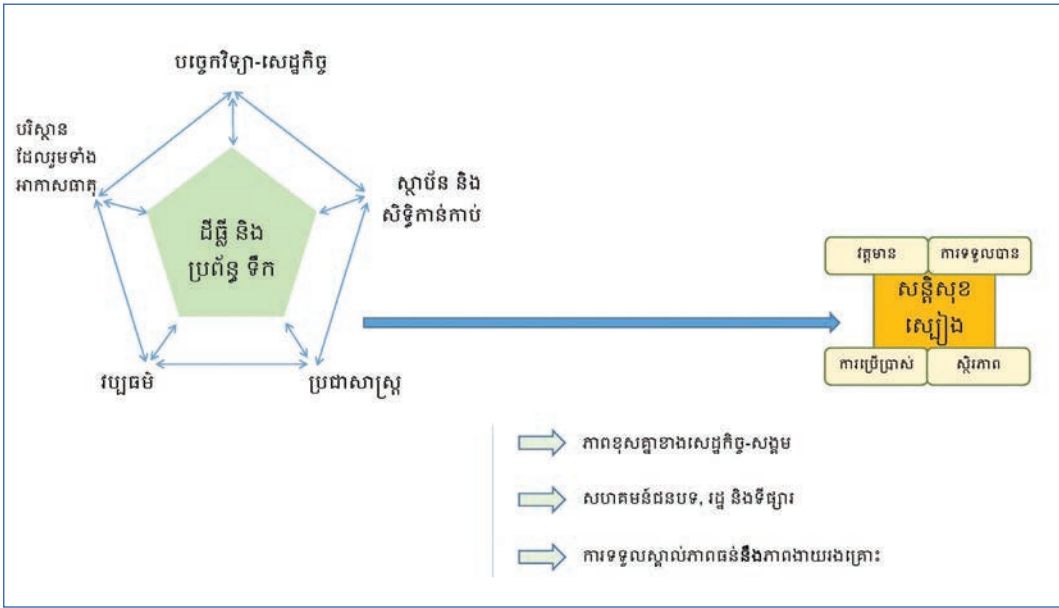 បច្ចេកវិទ្យា-សេដ្ឋកិច្ច
បរិស្ថាន
ដែលរួមទាំង
អាកាសធាតុ
ស្ថាប័ន និង
សិទ្ធិកាន់កាប់
ដីធ្លី និង
ប្រព័ន្ធ ទឹក
វប្បធម៌
ប្រជាសាស្ត្រ
វត្តមាន
ការទទួលបាន
សន្តិសុខ
ស្បៀង
ការប្រើប្រាស់
ស្ថិរភាព
ភាពខុសគ្នាខាងសេដ្ឋកិច្ច-សង្គម
សហគមន៍ជនបទ, រដ្ឋ និងទីផ្សារ
ការទទួលស្គាល់ភាពធន់នឹងភាពងាយរងគ្រោះ